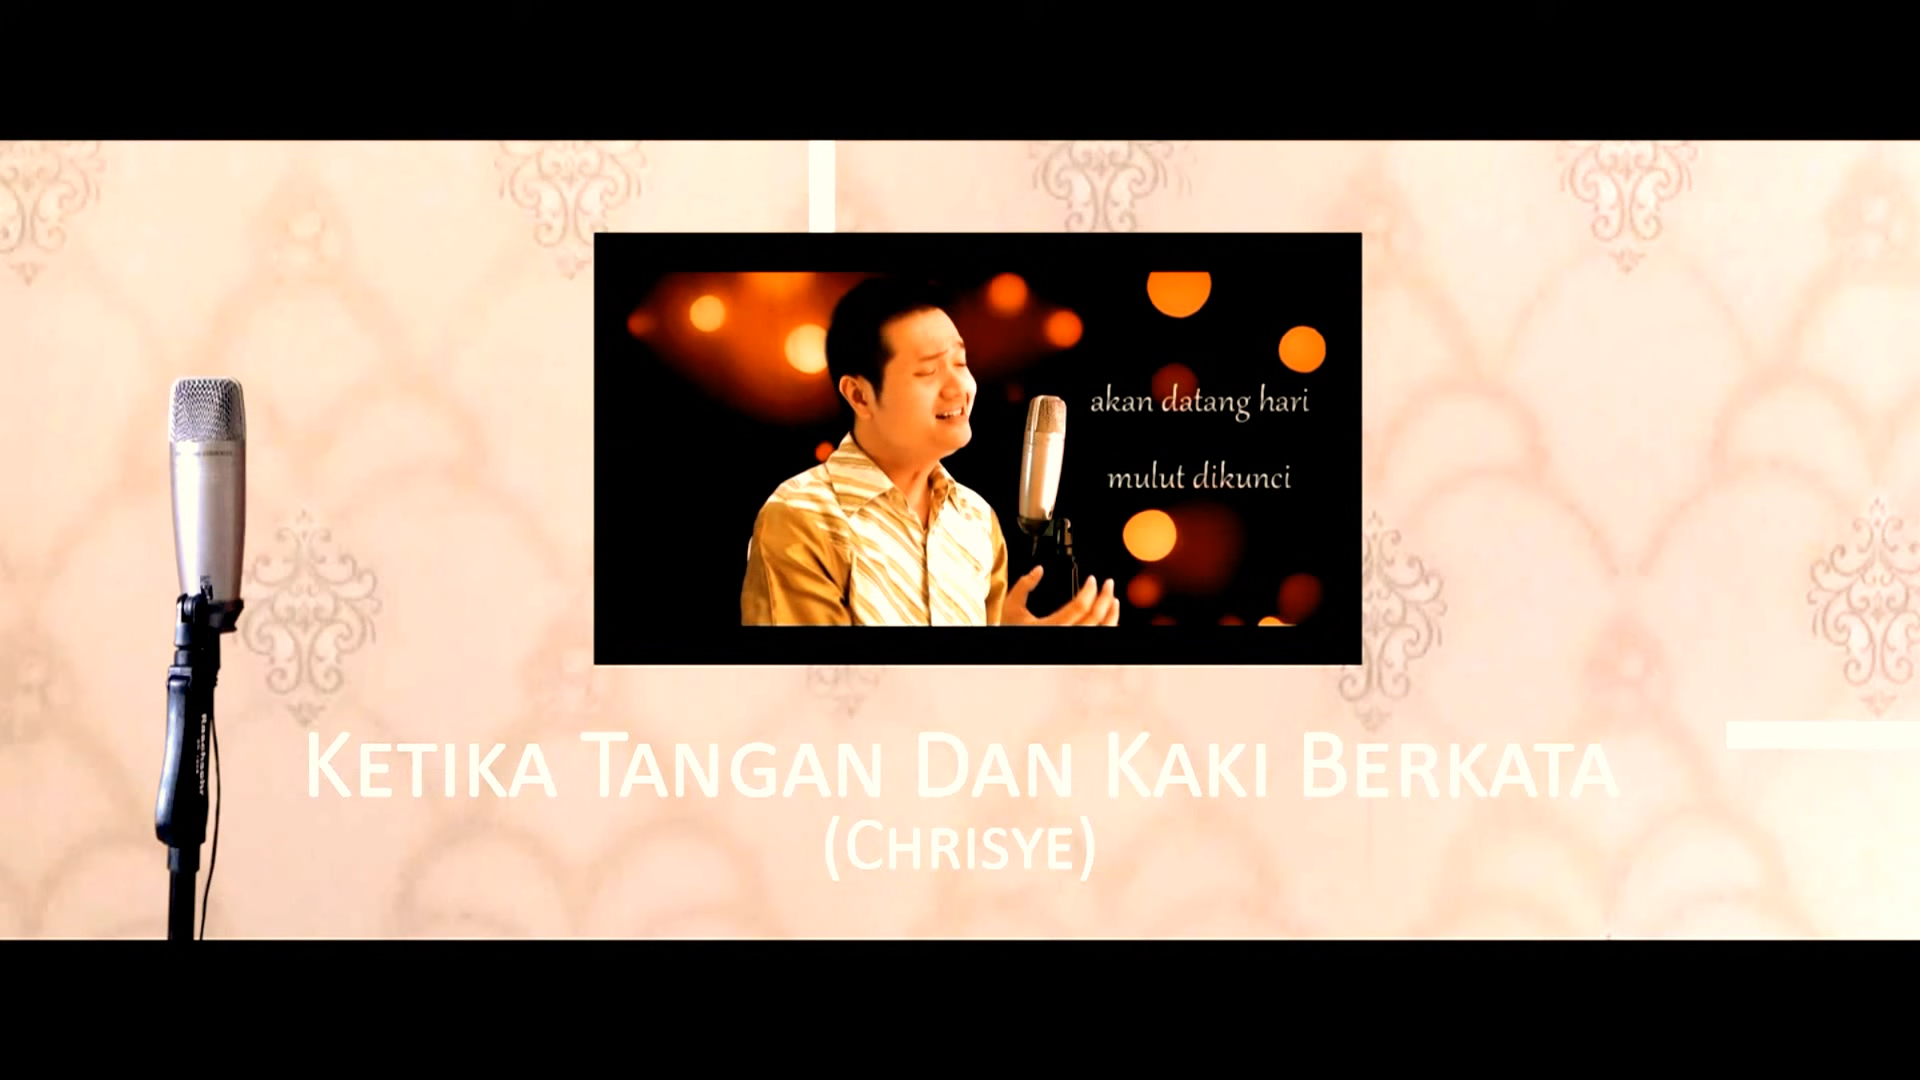 akan datang hari
mulut dikunci
KETIKA TANGAN DAN KAKI BERKATA
(CHRISYE)